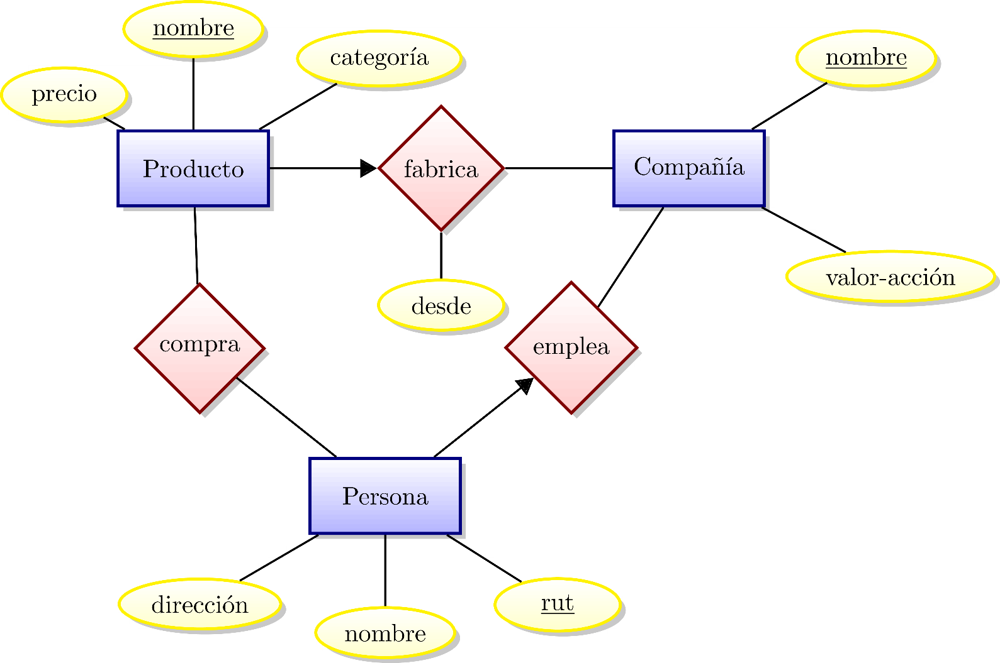 nombre
categoría
nombre
precio
Producto
fabrica
Compañía
valor-acción
desde
compra
emplea
Persona
dirección
nombre
rut